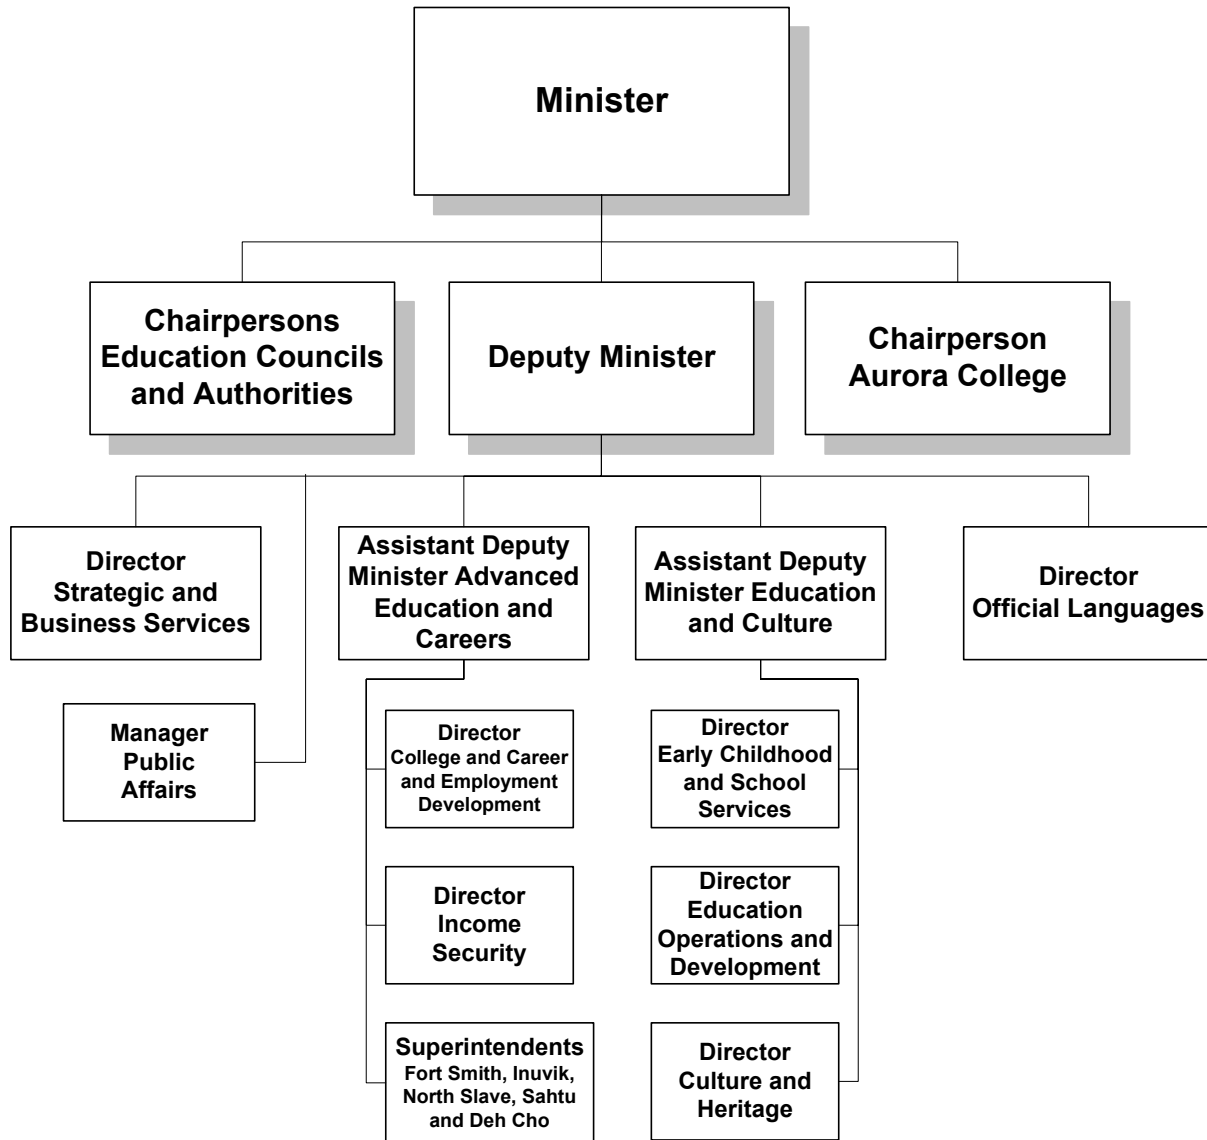 Minister
Chairpersons
Education Councils
and Authorities
Deputy Minister
Chairperson
Aurora College
Director
Strategic and
Business Services
Assistant Deputy
Minister Advanced
Education and
Careers
Assistant Deputy
Minister Education
and Culture
Director
Official Languages
Manager
Public
Affairs
Director
College and Career
and Employment
Development
Director
Early Childhood
and School
Services
Director
Income
Security
Director
Education
Operations and
Development
Superintendents
Fort Smith, Inuvik,
North Slave, Sahtu
and Deh Cho
Director
Culture and
Heritage